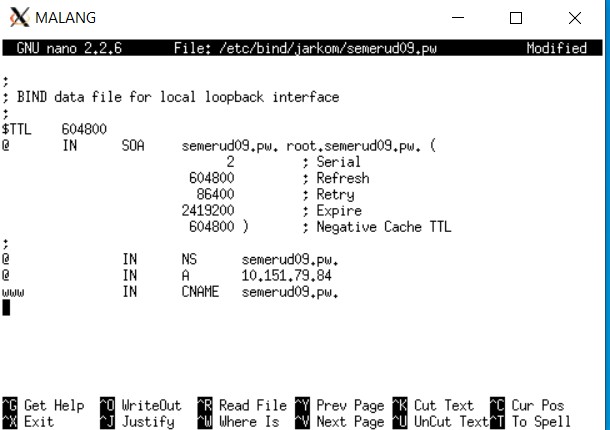 MALANG
GNU nano 2.2.6 File: /etc/bind/jarkom/semerud09.pw Modified
;
; BIND data file for local loopback interface
;
$TTL 604800
@ IN SOA semerud09.pw. root.semerud09.pw. (
2 ; Serial
604800 ; Refresh
86400 ; Retry
2419200 ; Expire
604800 ) ; Negative Cache TTL
;
@ IN NS semerud09.pw.
@ IN A 10.151.79.84
www IN CNAME semerud09.pw.
^G Get Help ^O WriteOut ^R Read File ^Y Prev Page ^K Cut Text ^C Cur Pos
^X Exit ^J Justify ^W Where Is ^V Next Page ^U UnCut Text ^T To Spell